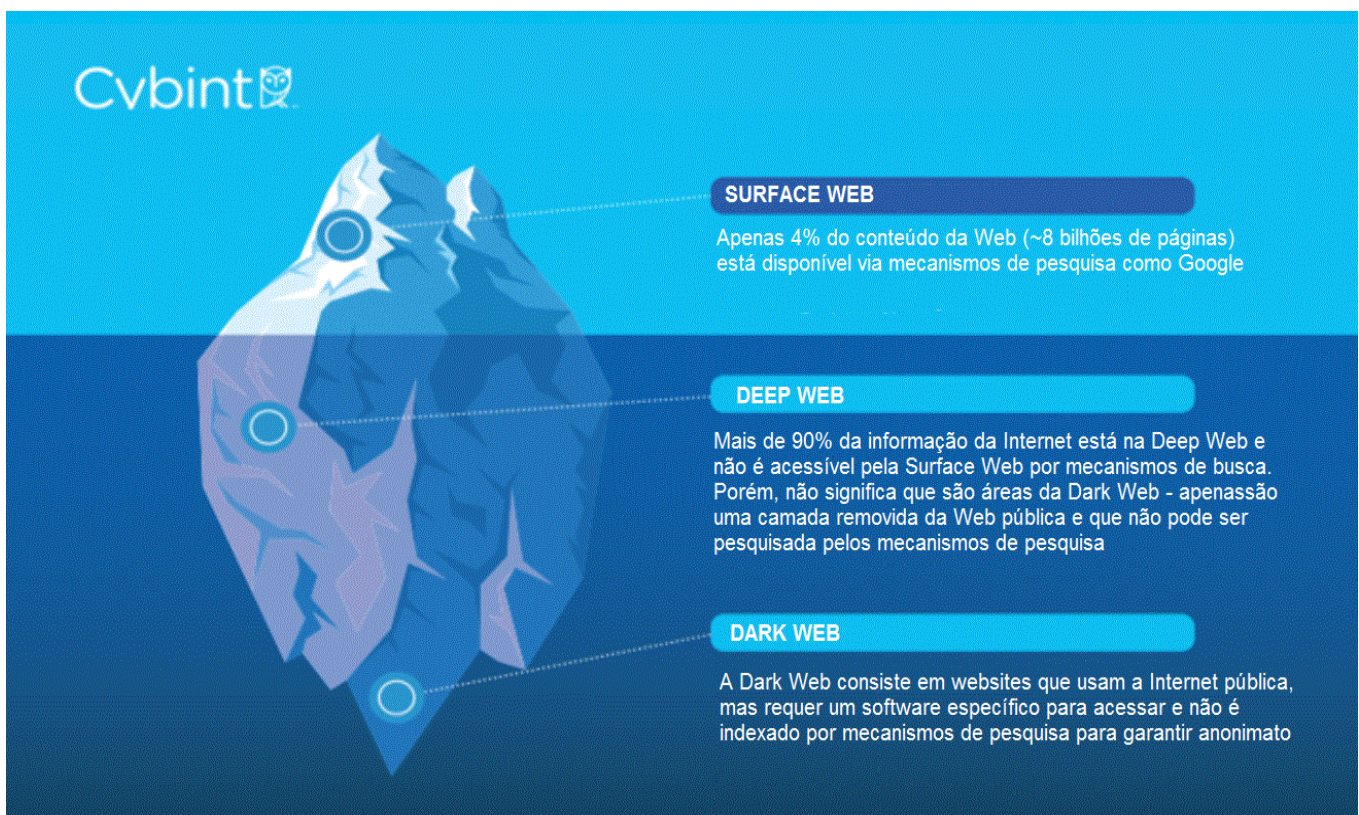 Cvbint
SURFACE WEB
Apenas 4% do conteúdo da Web (~8 bilhões de páginas)
está disponível via mecanismos de pesquisa como Google
DEEP WEB
Mais de 90% da informação da Internet está na Deep Web e
não é acessível pela Surface Web por mecanismos de busca.
Porém, não significa que são áreas da Dark Web - apenassão
uma camada removida da Web pública e que não pode ser
pesquisada pelos mecanismos de pesquisa
DARK WEB
A Dark Web consiste em websites que usam a Internet pública,
mas requer um software específico para acessar e não é
indexado por mecanismos de pesquisa para garantir anonimato